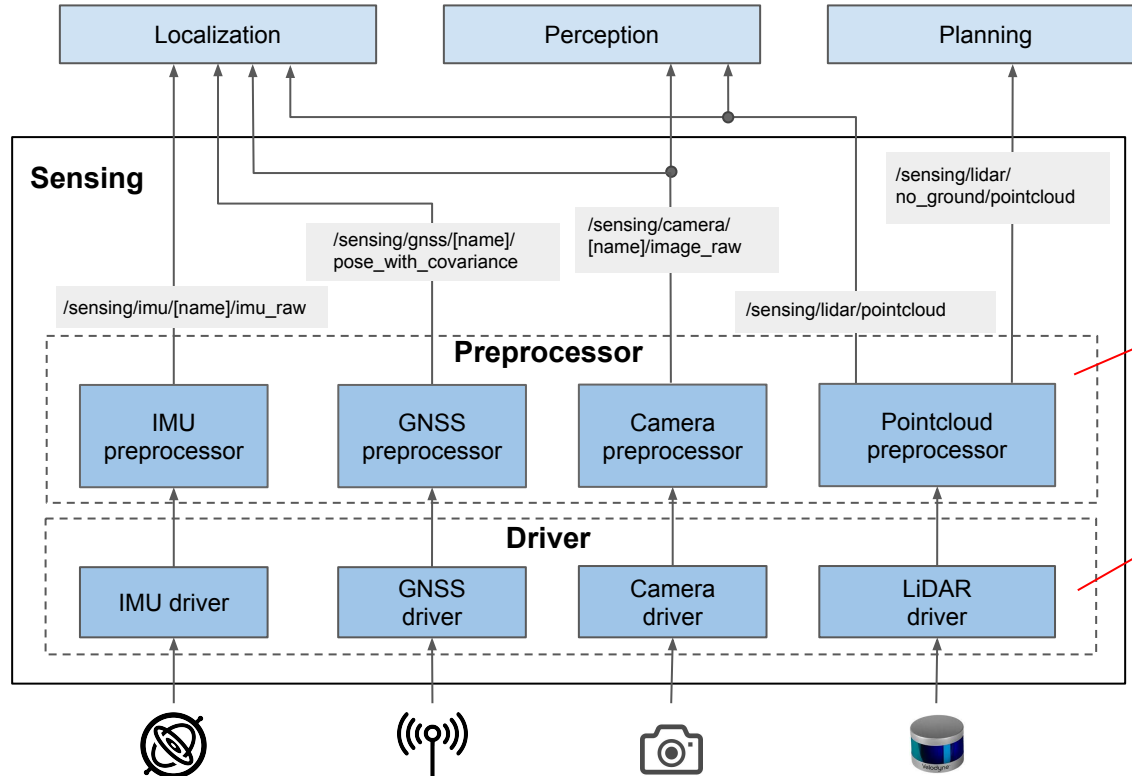 Localization
Perception
Planning
Sensing
/sensing/lidar/
no_ground/pointcloud
/sensing/camera/
[name]/image_raw
/sensing/gnss/[name]/
pose_with_covariance
/sensing/imu/[name]/imu_raw
/sensing/lidar/pointcloud
Preprocessor
IMU
preprocessor
GNSS
preprocessor
Camera
preprocessor
Pointcloud
preprocessor
Driver
IMU driver
GNSS
driver
Camera
driver
LiDAR
driver
Velodyne